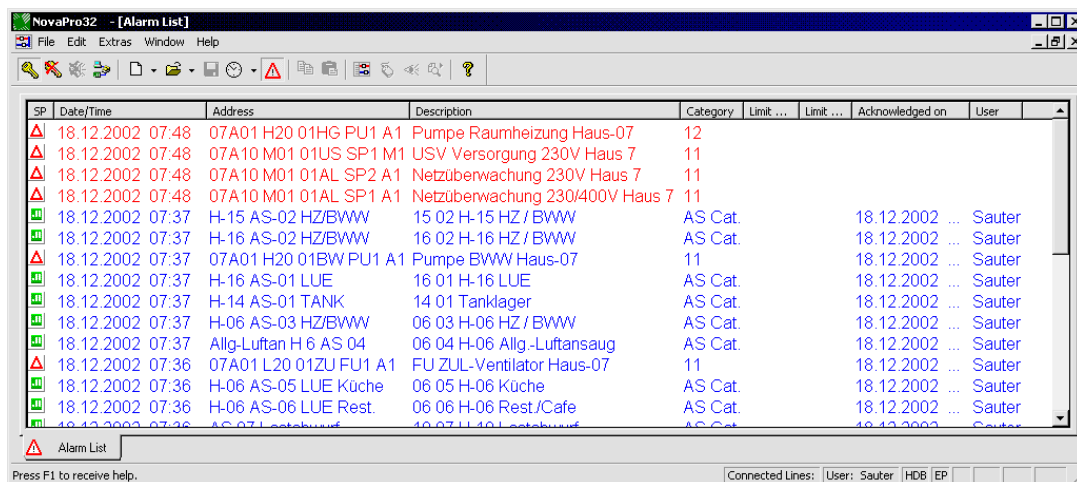 NovaPro32 - [Alarm List]
File Edit Extras Window Help
SP Date/Time Address Description Category Limit ... Limit ... Acknowledged on User
18.12.2002 07:48 07A01 H20 01HG PU1 A1 Pumpe Raumheizung Haus-07 12
18.12.2002 07:48 07A10 M01 01US SP1 M1 USV Versorgung 230V Haus 7 11
18.12.2002 07:48 07A10 M01 01AL SP2 A1 Netzüberwachung 230V Haus 7 11
18.12.2002 07:48 07A10 M01 01AL SP1 A1 Netzüberwachung 230/400V Haus 7 11
18.12.2002 07:37 H-15 AS-02 HZ/BWW 15 02 H-15 HZ / BWW AS Cat. 18.12.2002 ... Sauter
18.12.2002 07:37 H-16 AS-02 HZ/BWW 16 02 H-16 HZ / BWW AS Cat. 18.12.2002 ... Sauter
18.12.2002 07:37 07A01 H20 01BW PU1 A1 Pumpe BWW Haus-07 11 18.12.2002 ... Sauter
18.12.2002 07:37 H-16 AS-01 LUE 16 01 H-16 LUE AS Cat. 18.12.2002 ... Sauter
18.12.2002 07:37 H-14 AS-01 TANK 14 01 Tanklager AS Cat. 18.12.2002 ... Sauter
18.12.2002 07:37 H-06 AS-03 HZ/BWW 06 03 H-06 HZ / BWW AS Cat. 18.12.2002 ... Sauter
18.12.2002 07:37 Allg-Luftan H 6 AS 04 06 04 H-06 Allg.-Luftansaug AS Cat. 18.12.2002 ... Sauter
18.12.2002 07:36 07A01 L20 01ZU FU1 A1 FU ZUL-Ventilator Haus-07 11 18.12.2002 ... Sauter
18.12.2002 07:36 H-06 AS-05 LUE Küche 06 05 H-06 Küche AS Cat. 18.12.2002 ... Sauter
18.12.2002 07:36 H-06 AS-06 LUE Rest. 06 06 H-06 Rest./Cafe AS Cat. 18.12.2002 ... Sauter
Alarm List
Press F1 to receive help. Connected Lines: User: Sauter HDB EP